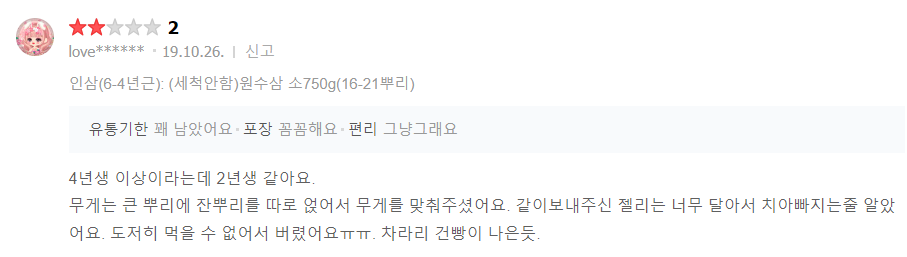 ★★☆☆☆ 2
love****** · 19.10.26. | 신고
인삼(6-4년근): (세척안함)원수삼 소750g(16-21뿌리)
유통기한 꽤 남았어요 · 포장 꼼꼼해요 · 편리 그냥그래요
4년생 이상이라는데 2년생 같아요.
무게는 큰 뿌리에 잔뿌리를 따로 얹어서 무게를 맞춰주셨어요. 같이보내주신 젤리는 너무 달아서 치아빠지는줄 알았
어요. 도저히 먹을 수 없어서 버렸어요ㅠㅠ. 차라리 건빵이 나은듯.